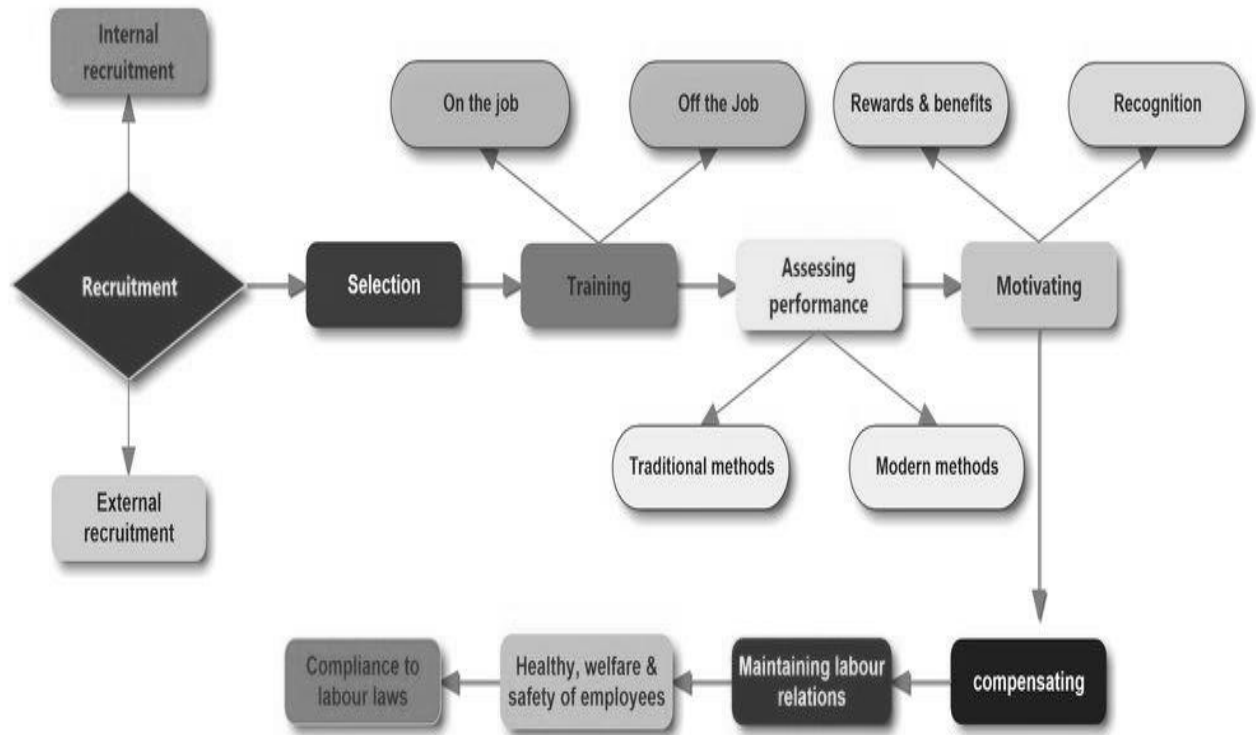 Internal
recruitment
On the job
Off the Job
Rewards & benefits
Recognition
Recruitment
Selection
Training
Assessing
performance
Motivating
Traditional methods
Modern methods
External
recruitment
Compliance to
labour laws
Healthy, welfare &
safety of employees
Maintaining labour
relations
compensating